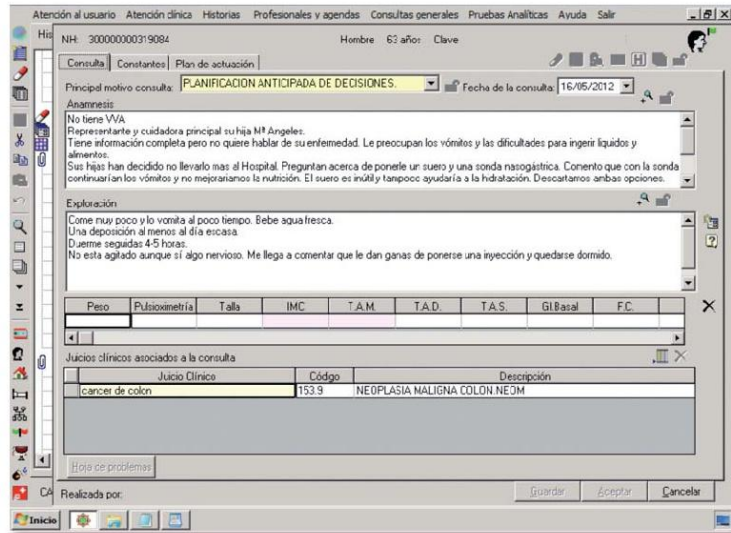 Atención al usuario Atención clínica Historias Profesionales y agendas Consultas generales Pruebas Analíticas Ayuda Salir
His
NH: 30000000319084 Hombre 63 años Clave
Consulta Constantes Plan de actuación
Principal motivo consulta: PLANIFICACION ANTICIPADA DE DECISIONES. Fecha de la consulta: 16/05/2012
Anamnesis
No tiene VVA
Representante y cuidadora principal su hija Mª Angeles.
Tiene información completa pero no quiere hablar de su enfermedad. Le preocupan los vómitos y las dificultades para ingerir líquidos y
alimentos.
Sus hijas han decidido no llevarlo mas al Hospital. Preguntan acerca de ponerle un suero y una sonda nasogástrica. Comento que con la sonda
continuarían los vómitos y no mejorariamos la nutrición. El suero es inútil y tampoco ayudaría a la hidratación. Descartamos ambas opciones.
Exploración
Come muy poco y lo vomita al poco tiempo. Bebe agua fresca.
Una deposición al menos al día escasa.
Duerme seguidas 4-5 horas.
No esta agitado aunque sí algo nervioso. Me llega a comentar que le dan ganas de ponerse una inyección y quedarse dormido.
Peso Pulsioximetría Talla IMC T.A.M. T.A.D. T.A.S. Gl.Basal F.C.
Juicios clínicos asociados a la consulta
Juicio Clínico Código Descripción
cancer de colon 153.9 NEOPLASIA MALIGNA COLON.NEOM
Hoja de problemas
CA Realizada por: Guardar Aceptar Cancelar
Inicio